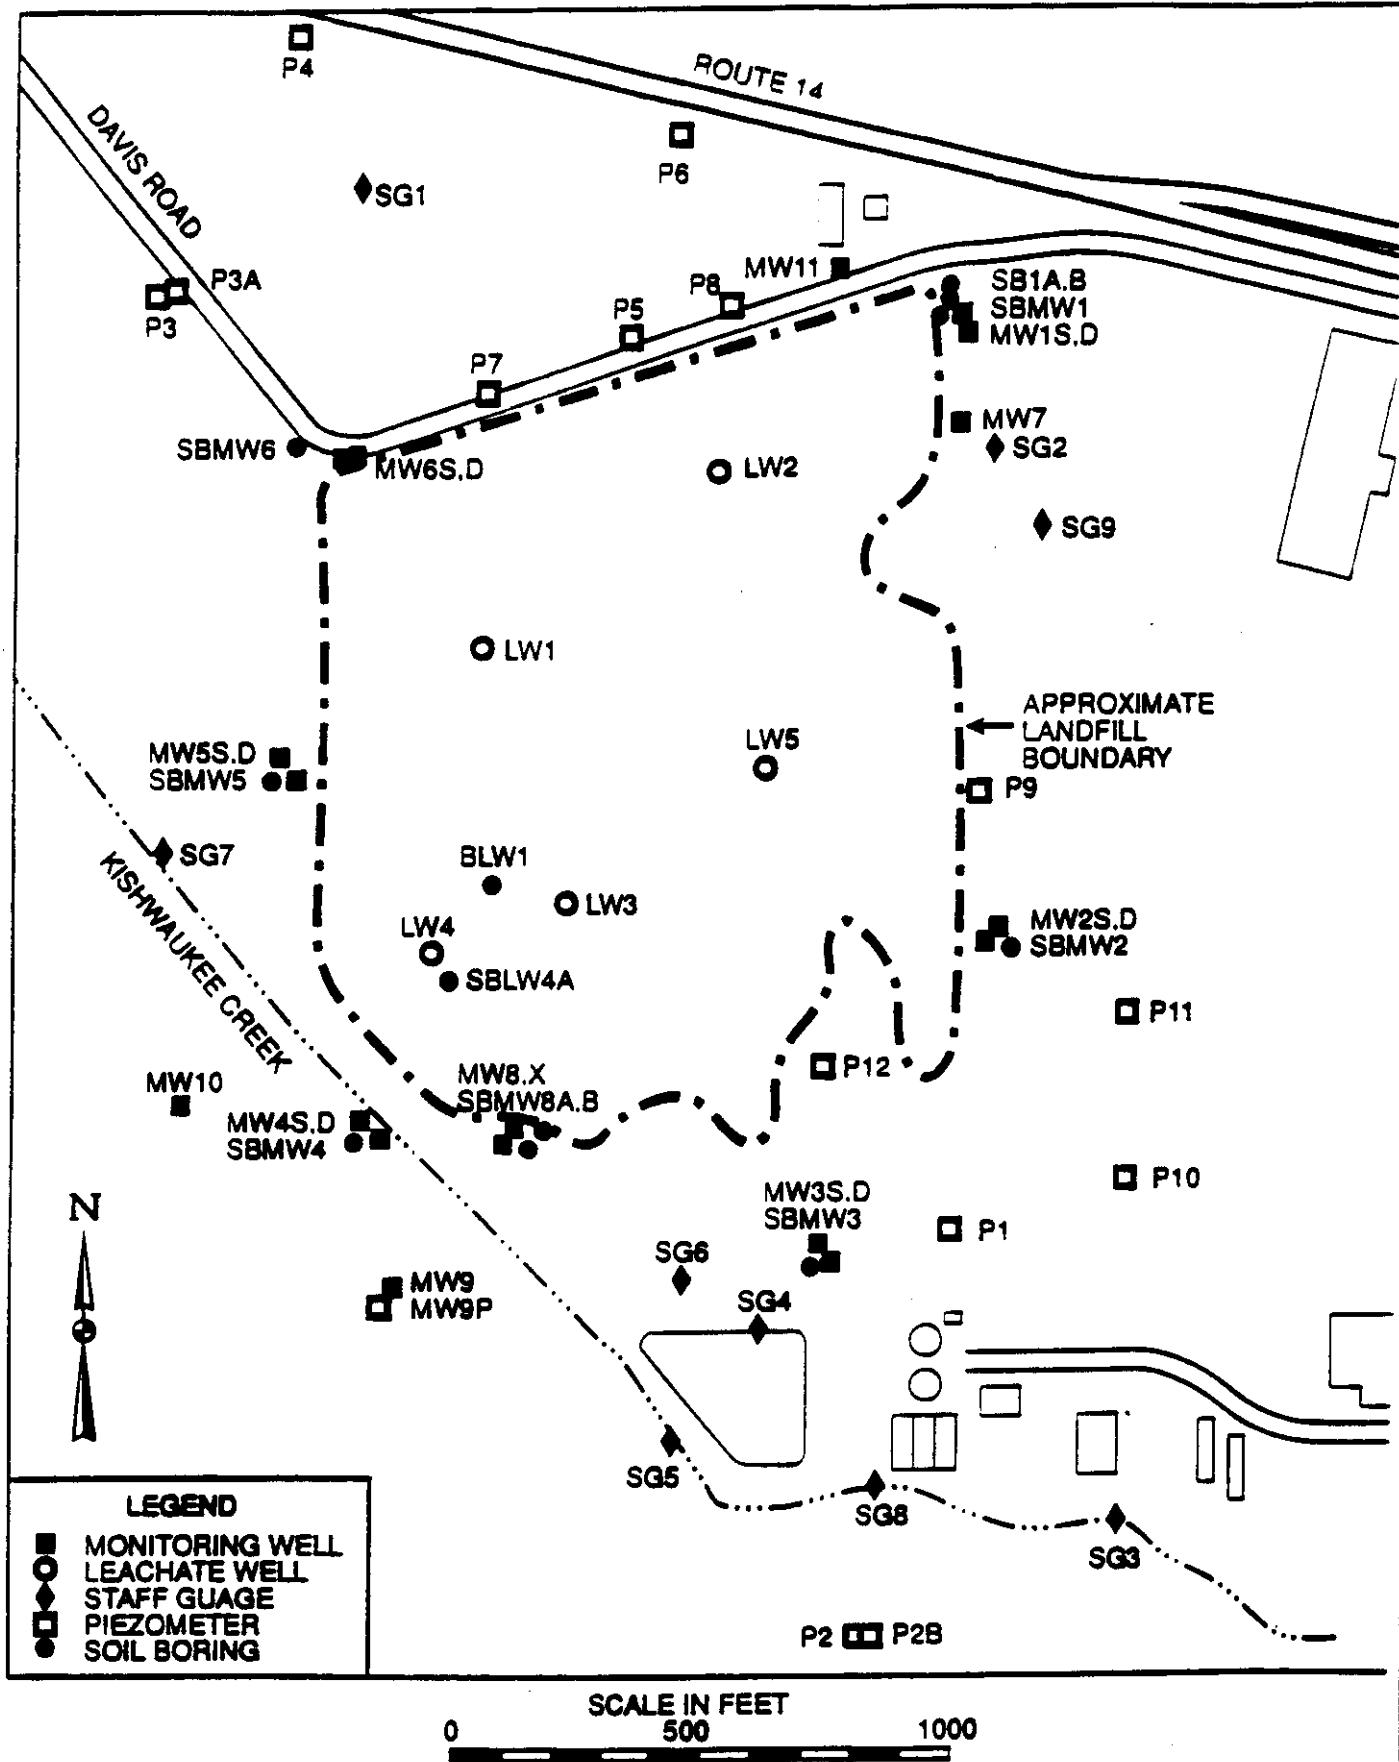 P4
ROUTE 14
DAVIS ROAD
P6
SG1
P3A
P3
MW11
P8
SB1A.B
SBMW1
MW1S.D
P5
P7
MW7
SG2
SBMW6
MW6S.D
LW2
SG9
LW1
APPROXIMATE
LANDFILL
BOUNDARY
LW5
MW5S.D
SBMW5
P9
SG7
BLW1
LW3
KISHWAUKEE CREEK
LW4
SBLW4A
MW2S.D
SBMW2
P11
P12
MW8.X
SBMW8A.B
MW10
MW4S.D
SBMW4
P10
MW3S.D
SBMW3
N
P1
SG6
MW9
MW9P
SG4
SG5
SG8
SG3
LEGEND
MONITORING WELL
LEACHATE WELL
STAFF GUAGE
PIEZOMETER
SOIL BORING
P2
P2B
SCALE IN FEET
0 500 1000